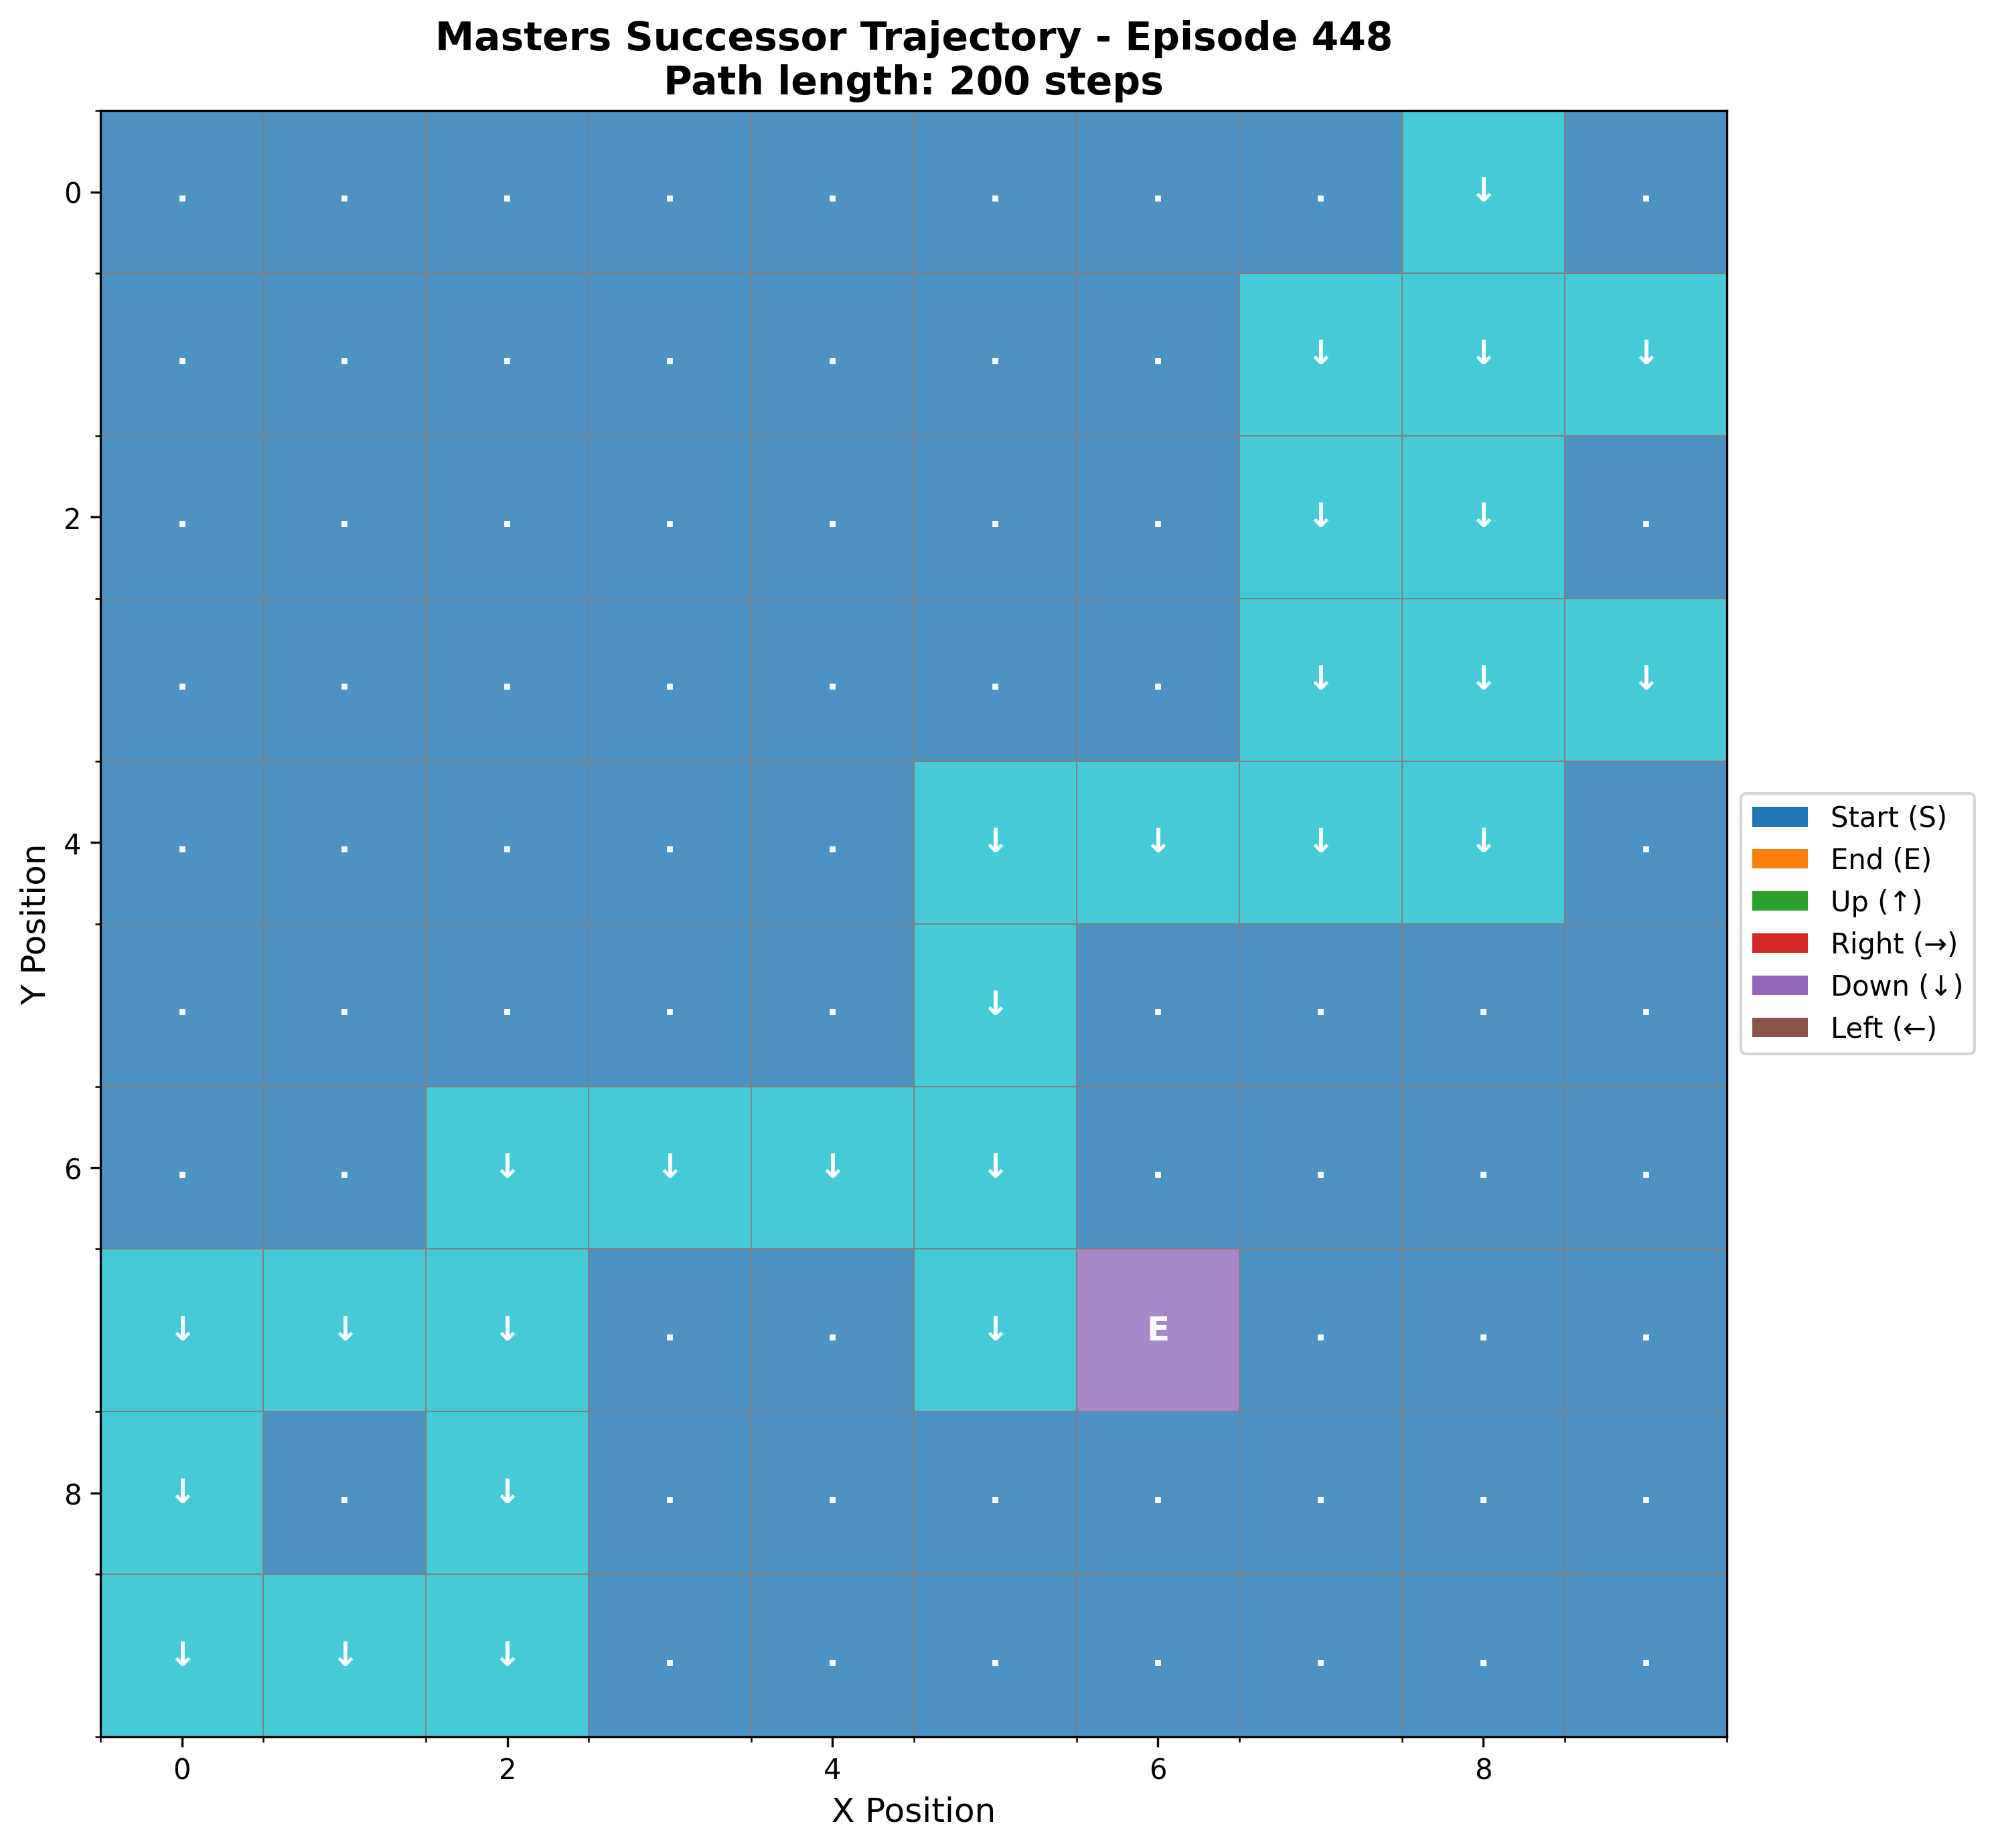 Masters Successor Trajectory - Episode 448
Path length: 200 steps
0 . . . . . . . . ↓ .
. . . . . . . ↓ ↓ ↓
2 . . . . . . . ↓ ↓ .
. . . . . . . ↓ ↓ ↓
4 . . . . . ↓ ↓ ↓ ↓ .
. . . . . ↓ . . . .
6 . . ↓ ↓ ↓ ↓ . . . .
↓ ↓ ↓ . . ↓ E . . .
8 ↓ . ↓ . . . . . . .
↓ ↓ ↓ . . . . . . .
0 2 4 6 8
X Position
Y Position
Start (S)
End (E)
Up (↑)
Right (→)
Down (↓)
Left (←)